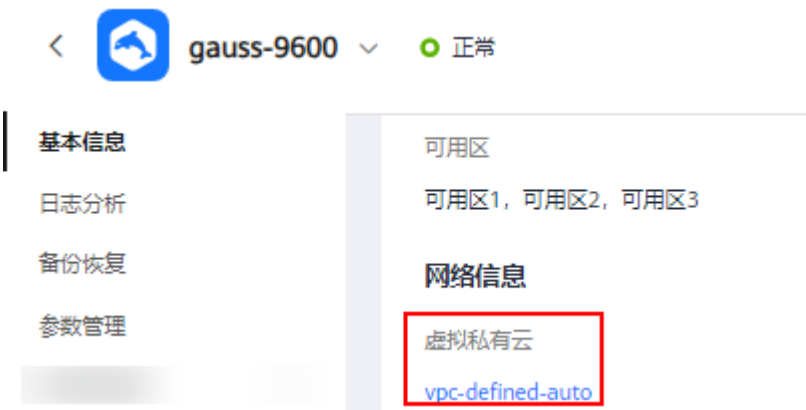 gauss-9600
正常
基本信息
日志分析
备份恢复
参数管理
可用区
可用区1，可用区2，可用区3
网络信息
虚拟私有云
vpc-defined-auto